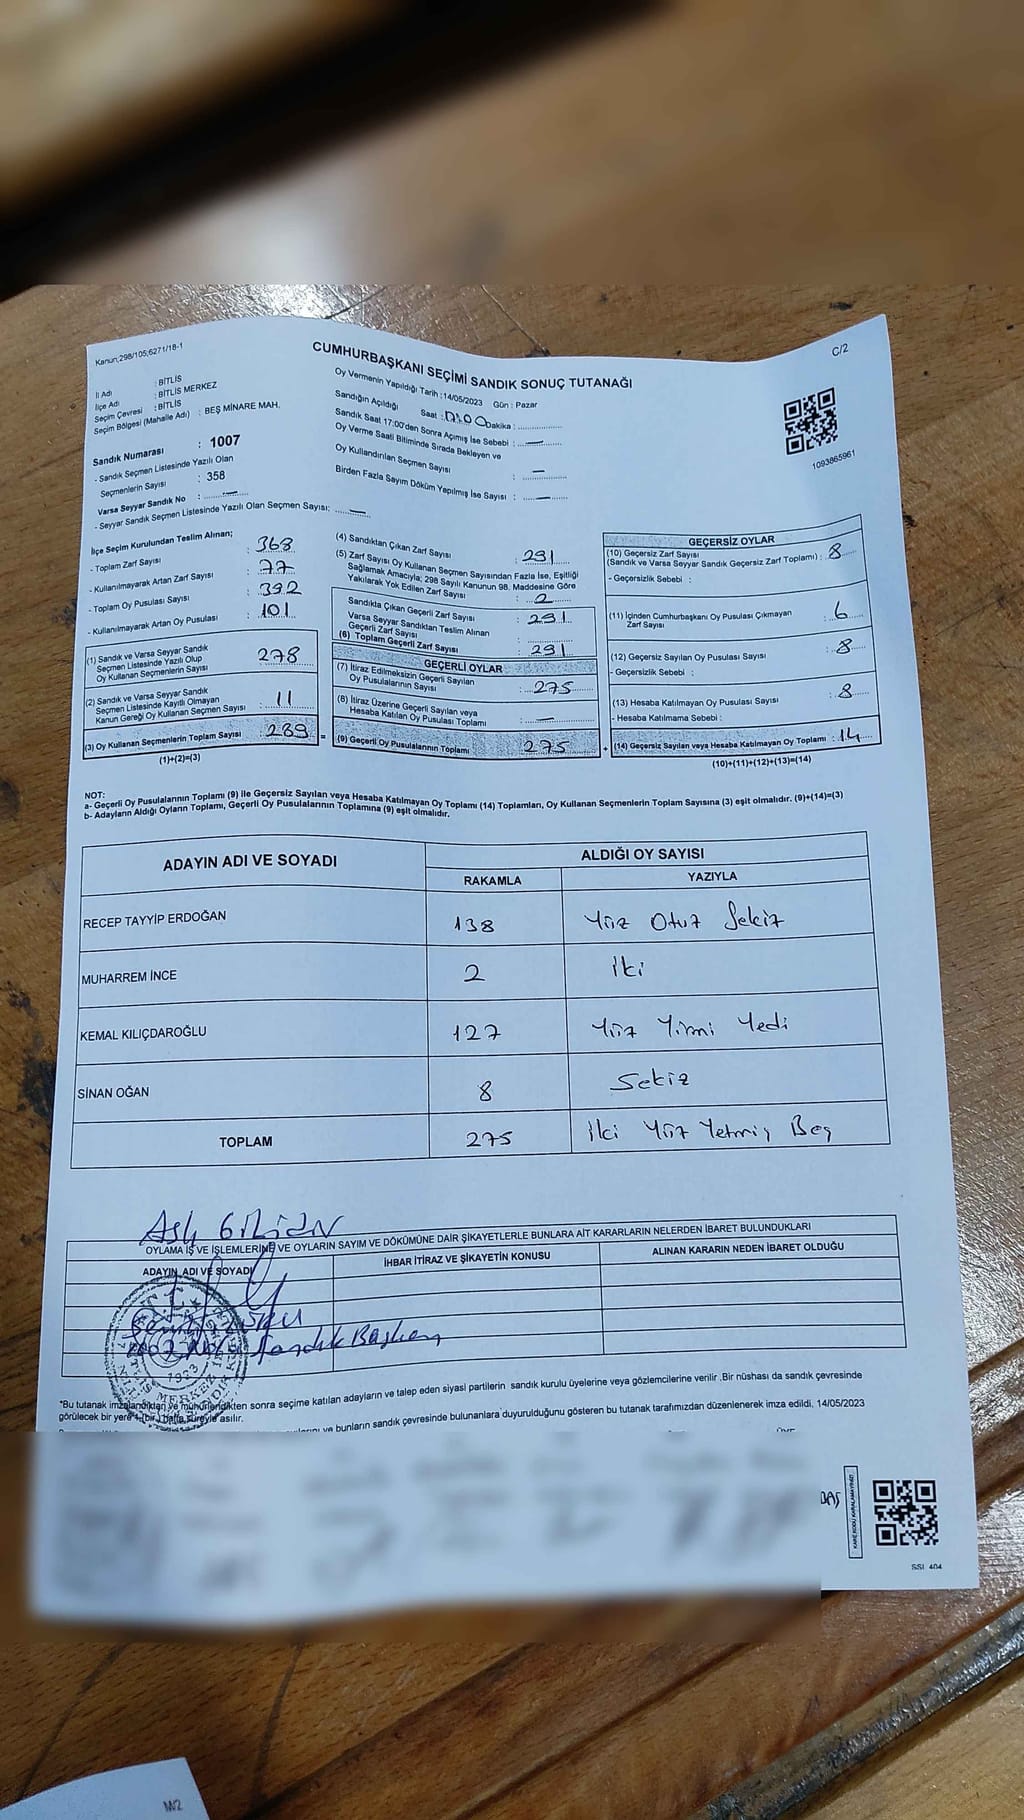 Kanun;298/105;6271/18-1
C/2
CUMHURBAŞKANI SEÇİMİ SANDIK SONUÇ TUTANAĞI
İl Adı : BİTLİS
İlçe Adı : BİTLİS MERKEZ
Seçim Çevresi : BİTLİS
Seçim Bölgesi (Mahalle Adı) : BEŞ MİNARE MAH.
Sandık Numarası : 1007
- Sandık Seçmen Listesinde Yazılı Olan
Seçmenlerin Sayısı : 358
Varsa Seyyar Sandık No : —
- Seyyar Sandık Seçmen Listesinde Yazılı Olan Seçmen Sayısı: —
Oy Vermenin Yapıldığı Tarih : 14/05/2023 Gün : Pazar
Sandığın Açıldığı Saat : Dakika :
Sandık Saat 17:00'den Sonra Açımış İse Sebebi : —
Oy Verme Saati Bitiminde Sırada Bekleyen ve
Oy Kullandırılan Seçmen Sayısı : —
Birden Fazla Sayım Döküm Yapılmış İse Sayısı : —
1093865961
İlçe Seçim Kurulundan Teslim Alınan;
- Toplam Zarf Sayısı : 368
- Kullanılmayarak Artan Zarf Sayısı : 77
- Toplam Oy Pusulası Sayısı : 392
- Kullanılmayarak Artan Oy Pusulası : 101
(1) Sandık ve Varsa Seyyar Sandık
Seçmen Listesinde Yazılı Olup
Oy Kullanan Seçmenlerin Sayısı : 278
(2) Sandık ve Varsa Seyyar Sandık
Seçmen Listesinde Kayıtlı Olmayan
Kanun Gereği Oy Kullanan Seçmen Sayısı : 11
(3) Oy Kullanan Seçmenlerin Toplam Sayısı : 289
(1)+(2)=(3)
(4) Sandıktan Çıkan Zarf Sayısı : 291
(5) Zarf Sayısı Oy Kullanan Seçmen Sayısından Fazla İse, Eşitliği
Sağlamak Amacıyla; 298 Sayılı Kanunun 98. Maddesine Göre
Yakılarak Yok Edilen Zarf Sayısı : 2
Sandıkta Çıkan Geçerli Zarf Sayısı : 291
Varsa Seyyar Sandıktan Teslim Alınan
Geçerli Zarf Sayısı :
(6) Toplam Geçerli Zarf Sayısı : 291
GEÇERLİ OYLAR
(7) İtiraz Edilmeksizin Geçerli Sayılan
Oy Pusulalarının Sayısı : 275
(8) İtiraz Üzerine Geçerli Sayılan veya
Hesaba Katılan Oy Pusulası Toplamı : —
(9) Geçerli Oy Pusulalarının Toplamı : 275
GEÇERSİZ OYLAR
(10) Geçersiz Zarf Sayısı
(Sandık ve Varsa Seyyar Sandık Geçersiz Zarf Toplamı) : 8
- Geçersizlik Sebebi :
(11) İçinden Cumhurbaşkanı Oy Pusulası Çıkmayan
Zarf Sayısı : 6
(12) Geçersiz Sayılan Oy Pusulası Sayısı : 8
- Geçersizlik Sebebi :
(13) Hesaba Katılmayan Oy Pusulası Sayısı : 8
- Hesaba Katılmama Sebebi :
(14) Geçersiz Sayılan veya Hesaba Katılmayan Oy Toplamı : 14
(10)+(11)+(12)+(13)=(14)
NOT:
a- Geçerli Oy Pusulalarının Toplamı (9) ile Geçersiz Sayılan veya Hesaba Katılmayan Oy Toplamı (14) Toplamları, Oy Kullanan Seçmenlerin Toplam Sayısına (3) eşit olmalıdır. (9)+(14)=(3)
b- Adayların Aldığı Oyların Toplamı, Geçerli Oy Pusulalarının Toplamına (9) eşit olmalıdır.
ADAYIN ADI VE SOYADI
ALDIĞI OY SAYISI
RAKAMLA YAZIYLA
RECEP TAYYİP ERDOĞAN 138 Yüz Otuz Sekiz
MUHARREM İNCE 2 İki
KEMAL KILIÇDAROĞLU 127 Yüz Yirmi Yedi
SİNAN OĞAN 8 Sekiz
TOPLAM 275 İki Yüz Yetmiş Beş
Aslı
OYLAMA İŞ VE İŞLEMLERİNE VE OYLARIN SAYIM VE DÖKÜMÜNE DAİR ŞİKAYETLERLE BUNLARA AİT KARARLARIN NELERDEN İBARET BULUNDUKLARI
ADAYIN ADI VE SOYADI İHBAR İTİRAZ VE ŞİKAYETİN KONUSU ALINAN KARARIN NEDEN İBARET OLDUĞU
Sandık Başkanı
*Bu tutanak imzalandıktan ve mühürlendikten sonra seçime katılan adayların ve talep eden siyasi partilerin sandık kurulu üyelerine veya gözlemcilerine verilir .Bir nüshası da sandık çevresinde
görülecek bir yere 1 (bir) hafta süreyle asılır.
ve bunların sandık çevresinde bulunanlara duyurulduğunu gösteren bu tutanak tarafımızdan düzenlenerek imza edildi. 14/05/2023
KARE KODU KARALAMAYINIZ!
SSI_404
M/2